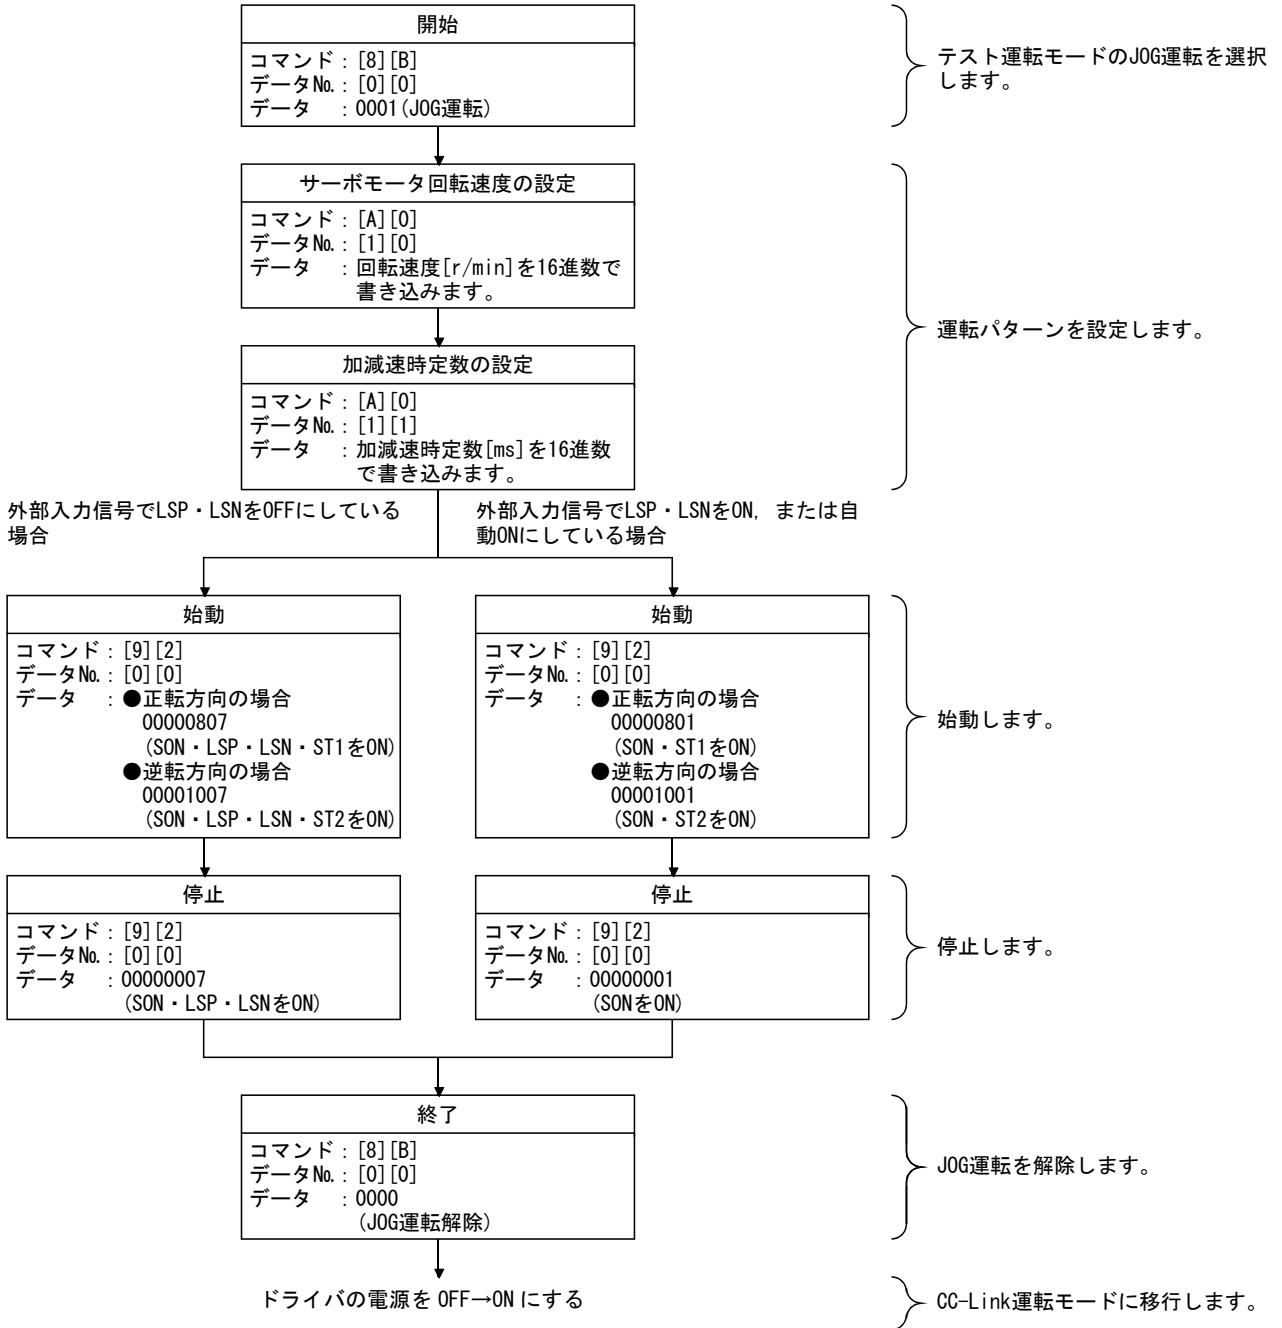 開始
コマンド：[8][B]
データNo.：[0][0]
データ　：0001(JOG運転)
テスト運転モードのJOG運転を選択
します。
サーボモータ回転速度の設定
コマンド：[A][0]
データNo.：[1][0]
データ　：回転速度[r/min]を16進数で
書き込みます。
加減速時定数の設定
コマンド：[A][0]
データNo.：[1][1]
データ　：加減速時定数[ms]を16進数
で書き込みます。
運転パターンを設定します。
外部入力信号でLSP・LSNをOFFにしている
場合
外部入力信号でLSP・LSNをON，または自
動ONにしている場合
始動
コマンド：[9][2]
データNo.：[0][0]
データ　：●正転方向の場合
00000807
(SON・LSP・LSN・ST1をON)
●逆転方向の場合
00001007
(SON・LSP・LSN・ST2をON)
始動
コマンド：[9][2]
データNo.：[0][0]
データ　：●正転方向の場合
00000801
(SON・ST1をON)
●逆転方向の場合
00001001
(SON・ST2をON)
始動します。
停止
コマンド：[9][2]
データNo.：[0][0]
データ　：00000007
(SON・LSP・LSNをON)
停止
コマンド：[9][2]
データNo.：[0][0]
データ　：00000001
(SONをON)
停止します。
終了
コマンド：[8][B]
データNo.：[0][0]
データ　：0000
(JOG運転解除)
JOG運転を解除します。
ドライバの電源を OFF→ON にする
CC-Link運転モードに移行します。